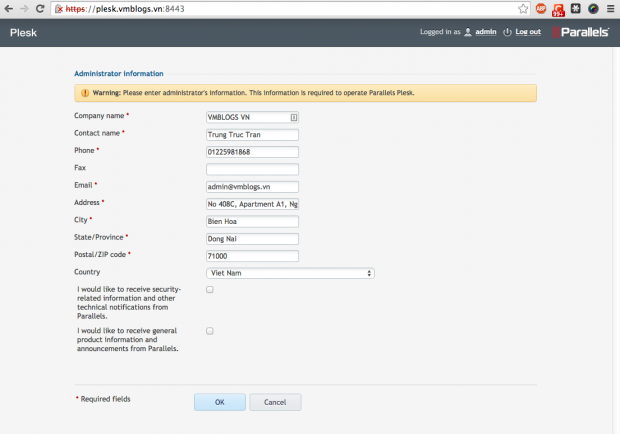 https://plesk.vmblogs.vn:8443
ABP
99+
Plesk
Logged in as admin Log out
Parallels
Administrator information
Warning: Please enter administrator's information. This information is required to operate Parallels Plesk.
Company name * VMBLOGS VN
Contact name * Trung Truc Tran
Phone * 01225981868
Fax
Email * admin@vmblogs.vn
Address * No 408C, Apartment A1, Ng
City * Bien Hoa
State/Province * Dong Nai
Postal/ZIP code * 71000
Country Viet Nam
I would like to receive security-
related information and other
technical notifications from
Parallels.
I would like to receive general
product information and
announcements from Parallels.
* Required fields OK Cancel